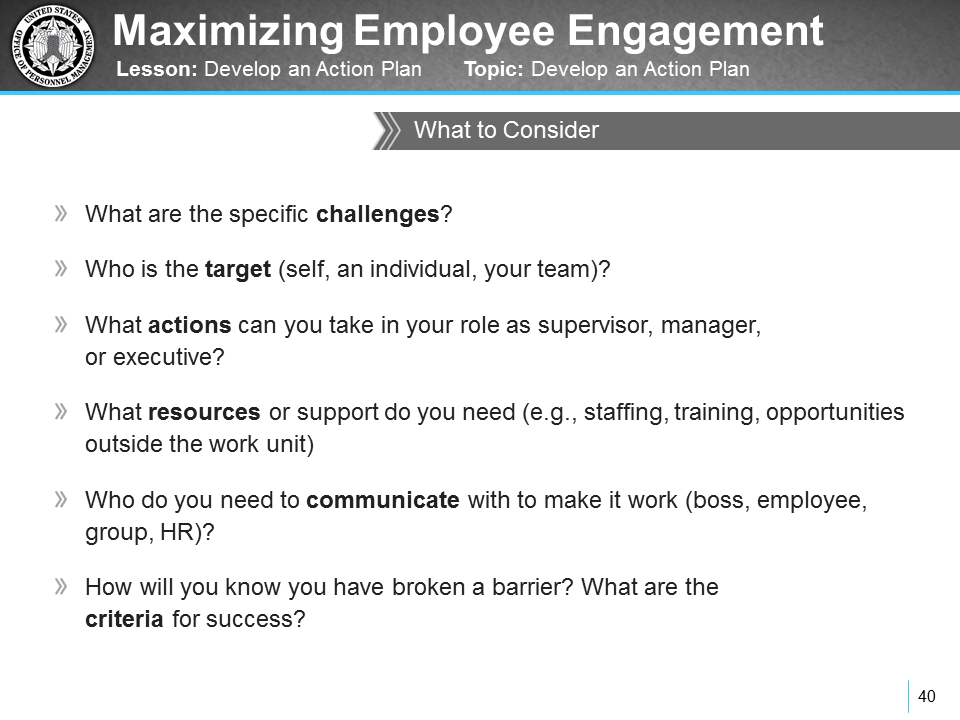 UNITED STATES
OFFICE OF PERSONNEL MANAGEMENT
Maximizing Employee Engagement
Lesson: Develop an Action Plan Topic: Develop an Action Plan
What to Consider
What are the specific challenges?
Who is the target (self, an individual, your team)?
What actions can you take in your role as supervisor, manager,
or executive?
What resources or support do you need (e.g., staffing, training, opportunities
outside the work unit)
Who do you need to communicate with to make it work (boss, employee,
group, HR)?
How will you know you have broken a barrier? What are the
criteria for success?
40